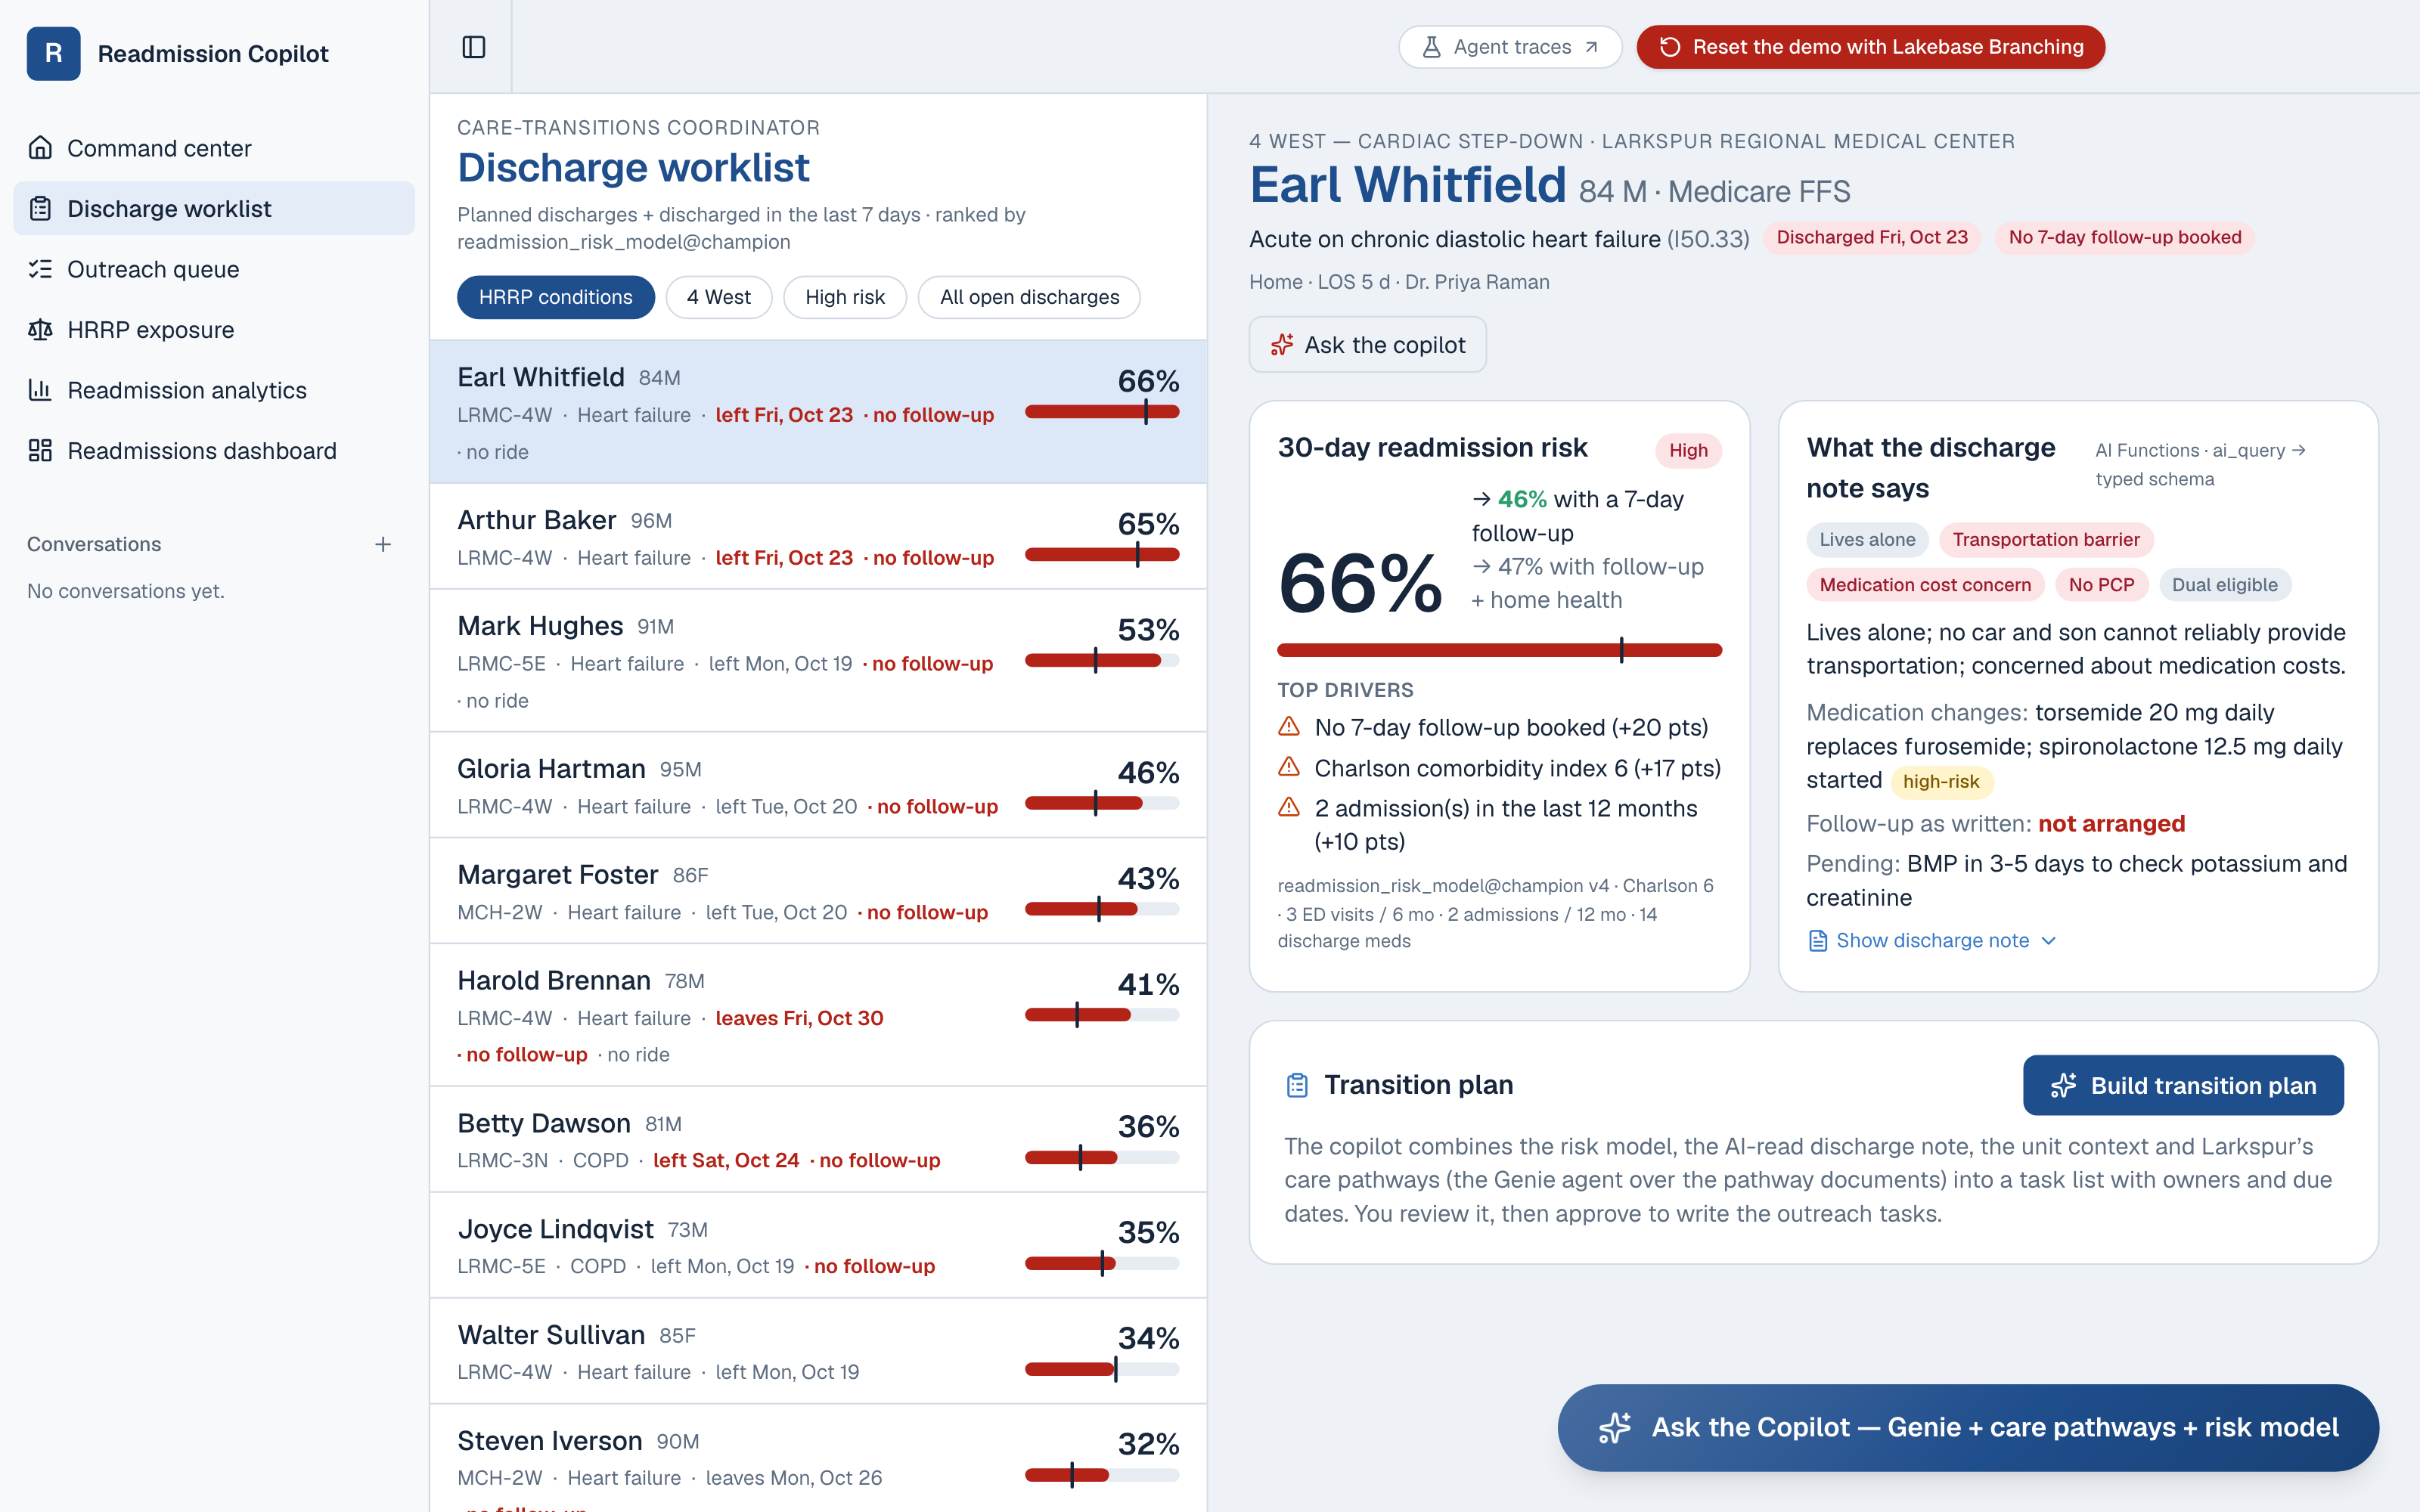 R Readmission Copilot
Command center
Discharge worklist
Outreach queue
HRRP exposure
Readmission analytics
Readmissions dashboard
Conversations +
No conversations yet.
Agent traces
Reset the demo with Lakebase Branching
CARE-TRANSITIONS COORDINATOR
Discharge worklist
Planned discharges + discharged in the last 7 days · ranked by
readmission_risk_model@champion
HRRP conditions 4 West High risk All open discharges
Earl Whitfield 84M 66%
LRMC-4W · Heart failure · left Fri, Oct 23 · no follow-up
· no ride
Arthur Baker 96M 65%
LRMC-4W · Heart failure · left Fri, Oct 23 · no follow-up
Mark Hughes 91M 53%
LRMC-5E · Heart failure · left Mon, Oct 19 · no follow-up
· no ride
Gloria Hartman 95M 46%
LRMC-4W · Heart failure · left Tue, Oct 20 · no follow-up
Margaret Foster 86F 43%
MCH-2W · Heart failure · left Tue, Oct 20 · no follow-up
Harold Brennan 78M 41%
LRMC-4W · Heart failure · leaves Fri, Oct 30
· no follow-up · no ride
Betty Dawson 81M 36%
LRMC-3N · COPD · left Sat, Oct 24 · no follow-up
Joyce Lindqvist 73M 35%
LRMC-5E · COPD · left Mon, Oct 19 · no follow-up
Walter Sullivan 85F 34%
LRMC-4W · Heart failure · left Mon, Oct 19
Steven Iverson 90M 32%
MCH-2W · Heart failure · leaves Mon, Oct 26
4 WEST — CARDIAC STEP-DOWN · LARKSPUR REGIONAL MEDICAL CENTER
Earl Whitfield 84 M · Medicare FFS
Acute on chronic diastolic heart failure (I50.33) Discharged Fri, Oct 23 No 7-day follow-up booked
Home · LOS 5 d · Dr. Priya Raman
Ask the copilot
30-day readmission risk High
66%
→ 46% with a 7-day
follow-up
→ 47% with follow-up
+ home health
TOP DRIVERS
No 7-day follow-up booked (+20 pts)
Charlson comorbidity index 6 (+17 pts)
2 admission(s) in the last 12 months
(+10 pts)
readmission_risk_model@champion v4 · Charlson 6
· 3 ED visits / 6 mo · 2 admissions / 12 mo · 14
discharge meds
What the discharge
note says
AI Functions · ai_query →
typed schema
Lives alone Transportation barrier
Medication cost concern No PCP Dual eligible
Lives alone; no car and son cannot reliably provide
transportation; concerned about medication costs.
Medication changes: torsemide 20 mg daily
replaces furosemide; spironolactone 12.5 mg daily
started high-risk
Follow-up as written: not arranged
Pending: BMP in 3-5 days to check potassium and
creatinine
Show discharge note
Transition plan
Build transition plan
The copilot combines the risk model, the AI-read discharge note, the unit context and Larkspur’s
care pathways (the Genie agent over the pathway documents) into a task list with owners and due
dates. You review it, then approve to write the outreach tasks.
Ask the Copilot — Genie + care pathways + risk model